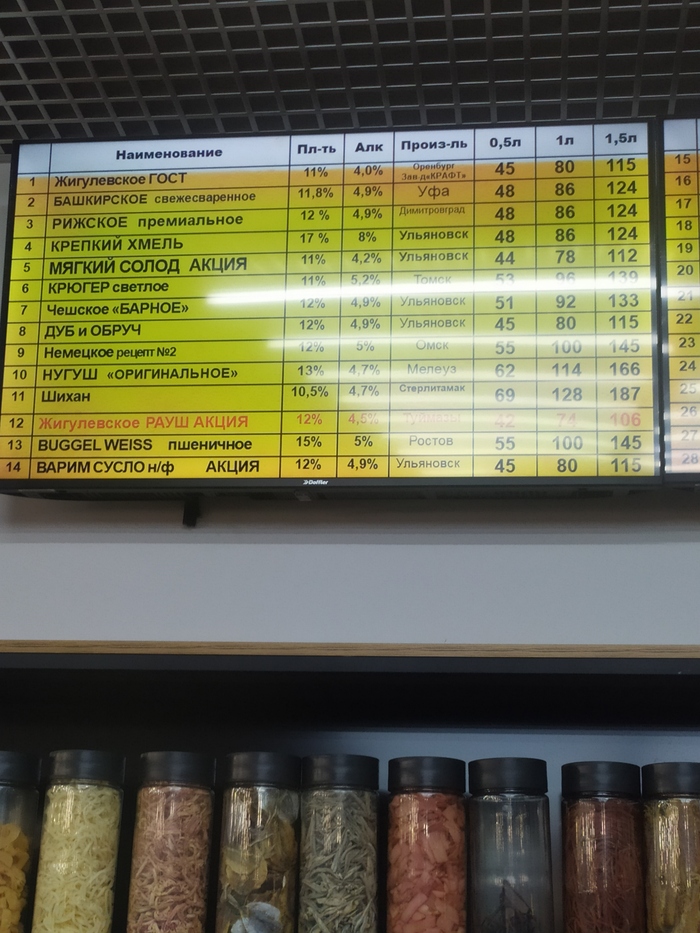 Наименование Пл-ть Алк Произ-ль 0,5л 1л 1,5л
1 Жигулевское ГОСТ 11% 4,0% Оренбург Зав-д«КРАФТ» 45 80 115
2 БАШКИРСКОЕ свежесваренное 11,8% 4,9% Уфа 48 86 124
3 РИЖСКОЕ премиальное 12 % 4,9% Димитровград 48 86 124
4 КРЕПКИЙ ХМЕЛЬ 17 % 8% Ульяновск 48 86 124
5 МЯГКИЙ СОЛОД АКЦИЯ 11% 4,2% Ульяновск 44 78 112
6 КРЮГЕР светлое 11% 5,2% Томск 53 96 139
7 Чешское «БАРНОЕ» 12% 4,9% Ульяновск 51 92 133
8 ДУБ и ОБРУЧ 12% 4,9% Ульяновск 45 80 115
9 Немецкое рецепт №2 12% 5% Омск 55 100 145
10 НУГУШ «ОРИГИНАЛЬНОЕ» 13% 4,7% Мелеуз 62 114 166
11 Шихан 10,5% 4,7% Стерлитамак 69 128 187
12 Жигулевское РАУШ АКЦИЯ 12% 4,5% 42 74 106
13 BUGGEL WEISS пшеничное 15% 5% Ростов 55 100 145
14 ВАРИМ СУСЛО н/ф АКЦИЯ 12% 4,9% Ульяновск 45 80 115
Doffler
15
16
17
18
19
20
21
22
23
24
25
26
27
28